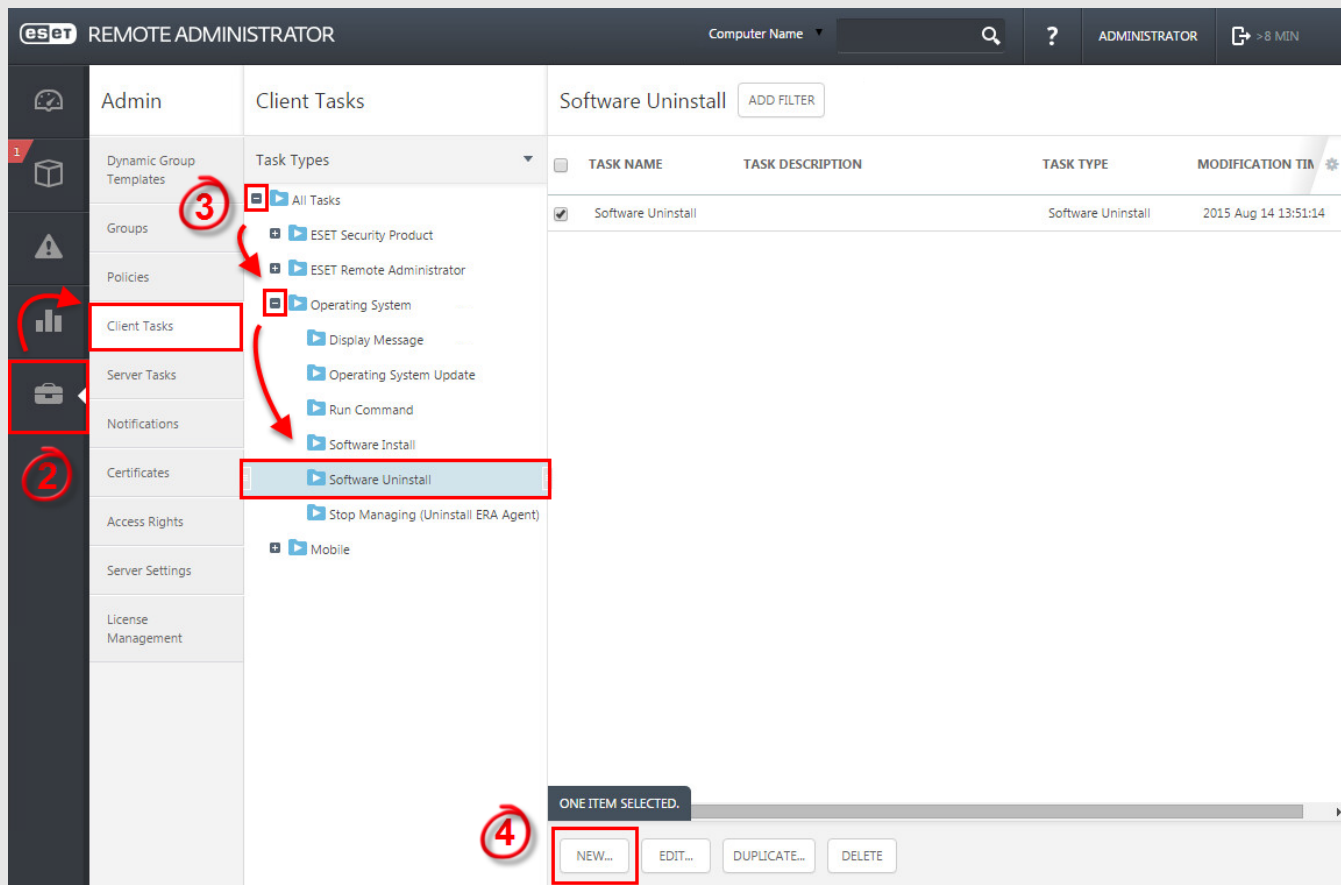 eset REMOTE ADMINISTRATOR
Computer Name
?
ADMINISTRATOR
>8 MIN
1
2
Admin
Dynamic Group
Templates
Groups
Policies
Client Tasks
Server Tasks
Notifications
Certificates
Access Rights
Server Settings
License
Management
Client Tasks
Task Types
3
All Tasks
ESET Security Product
ESET Remote Administrator
Operating System
Display Message
Operating System Update
Run Command
Software Install
Software Uninstall
Stop Managing (Uninstall ERA Agent)
Mobile
Software Uninstall
ADD FILTER
TASK NAME TASK DESCRIPTION TASK TYPE MODIFICATION TIM
Software Uninstall Software Uninstall 2015 Aug 14 13:51:14
ONE ITEM SELECTED.
4
NEW... EDIT... DUPLICATE... DELETE